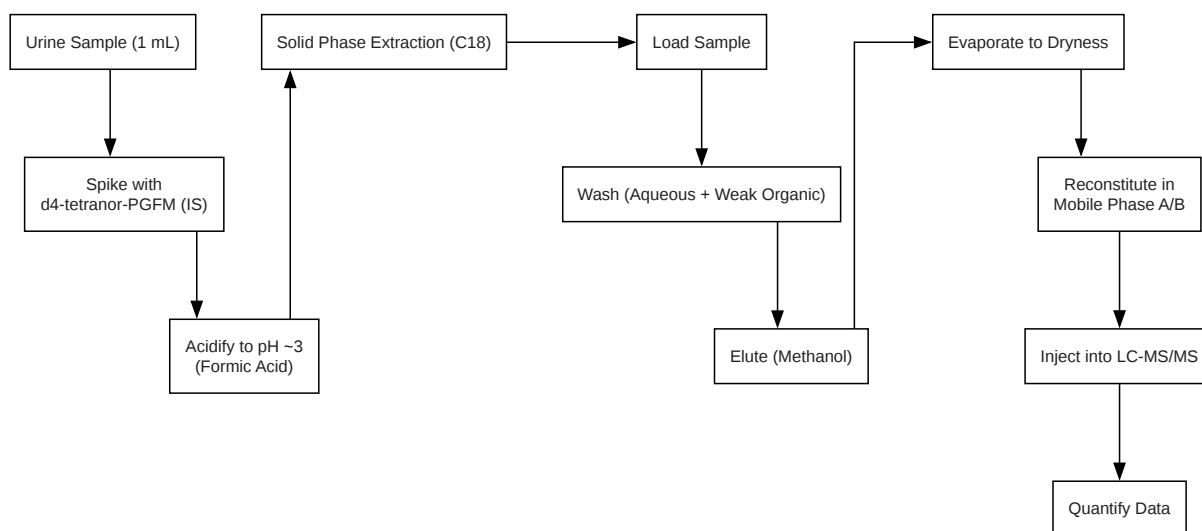 Urine Sample (1 mL)
Spike with
d4-tetranor-PGFM (IS)
Acidify to pH ~3
(Formic Acid)
Solid Phase Extraction (C18)
Load Sample
Wash (Aqueous + Weak Organic)
Elute (Methanol)
Evaporate to Dryness
Reconstitute in
Mobile Phase A/B
Inject into LC-MS/MS
Quantify Data